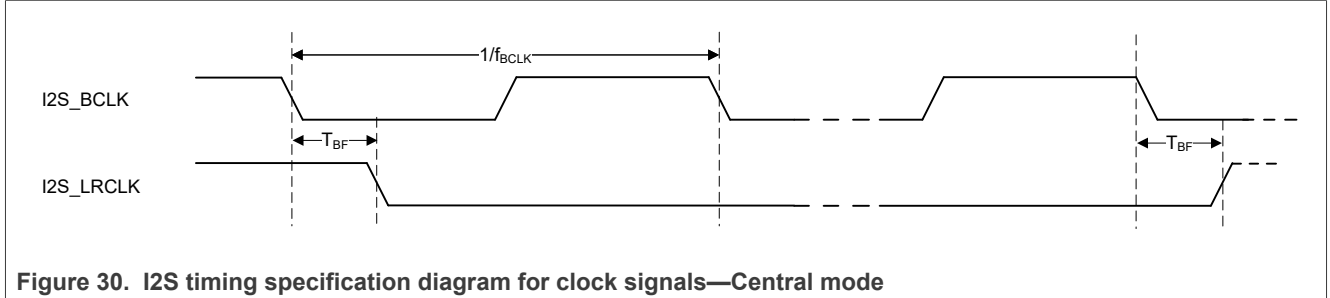 1/fBCLK
I2S_BCLK
TBF
TBF
I2S_LRCLK
Figure 30. I2S timing specification diagram for clock signals—Central mode